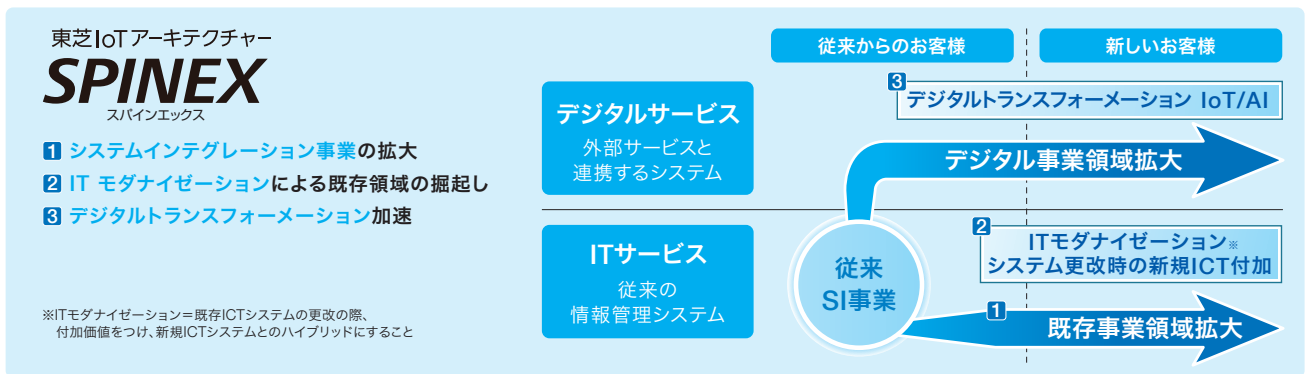 東芝IoTアーキテクチャー
SPINEX
スパインエックス
1 システムインテグレーション事業の拡大
2 IT モダナイゼーションによる既存領域の掘起し
3 デジタルトランスフォーメーション加速
※ITモダナイゼーション＝既存ICTシステムの更改の際、
付加価値をつけ、新規ICTシステムとのハイブリッドにすること
従来からのお客様
新しいお客様
デジタルサービス
外部サービスと
連携するシステム
3
デジタルトランスフォーメーション IoT/AI
デジタル事業領域拡大
ITサービス
従来の
情報管理システム
従来
SI事業
2
ITモダナイゼーション※
システム更改時の新規ICT付加
1
既存事業領域拡大